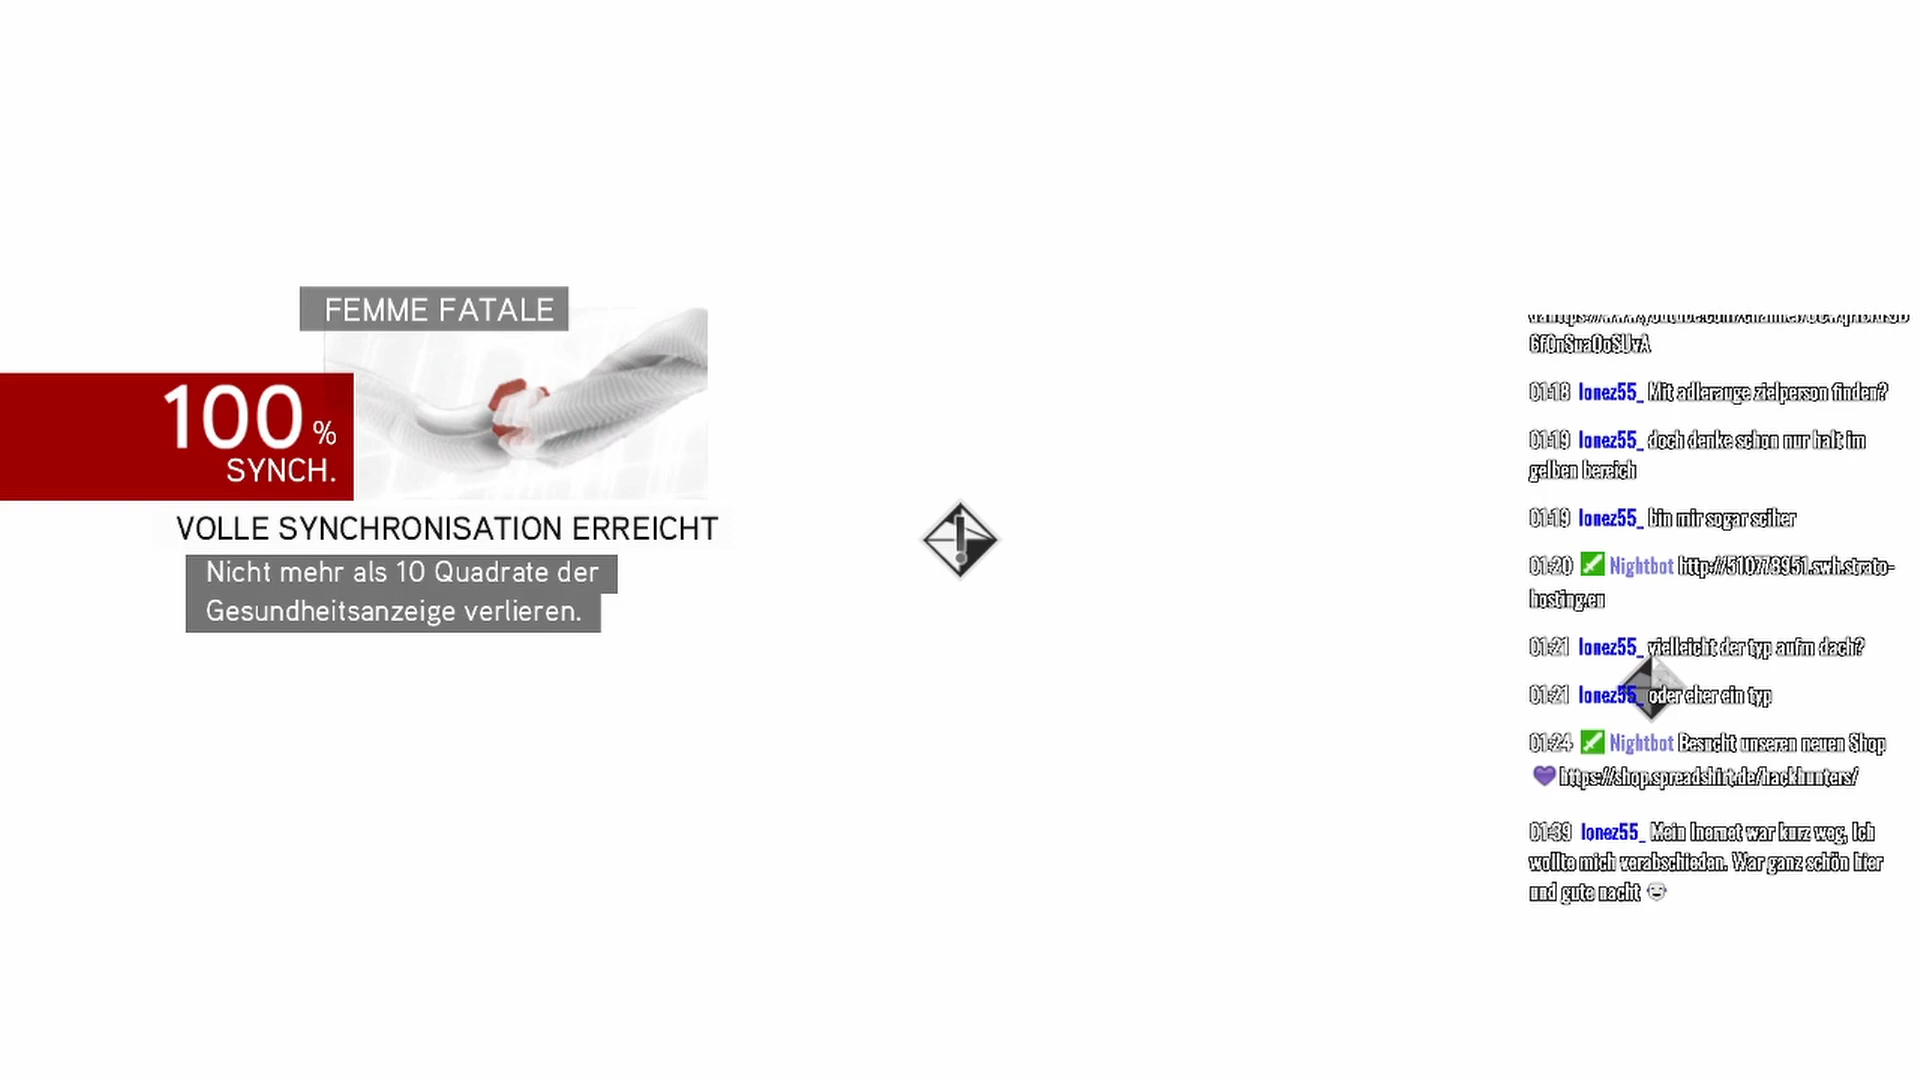 FEMME FATALE
100 %
SYNCH.
VOLLE SYNCHRONISATION ERREICHT
Nicht mehr als 10 Quadrate der
Gesundheitsanzeige verlieren.
01:18 lonez55_ Mit adlerauge zielperson finden?
01:19 lonez55_ doch denke schon nur halt im
gelben bereich
01:19 lonez55_ bin mir sogar sciher
01:20 Nightbot http://510778951.swh.strato-
hosting.eu
01:21 lonez55_ vielleicht der typ aufm dach?
01:21 lonez55_ oder eher ein typ
01:24 Nightbot Besucht unseren neuen Shop
💜 https://shop.spreadshirt.de/hackhunters/
01:39 lonez55_ Mein Inernet war kurz weg, Ich
wollte mich verabschieden. War ganz schön hier
und gute nacht